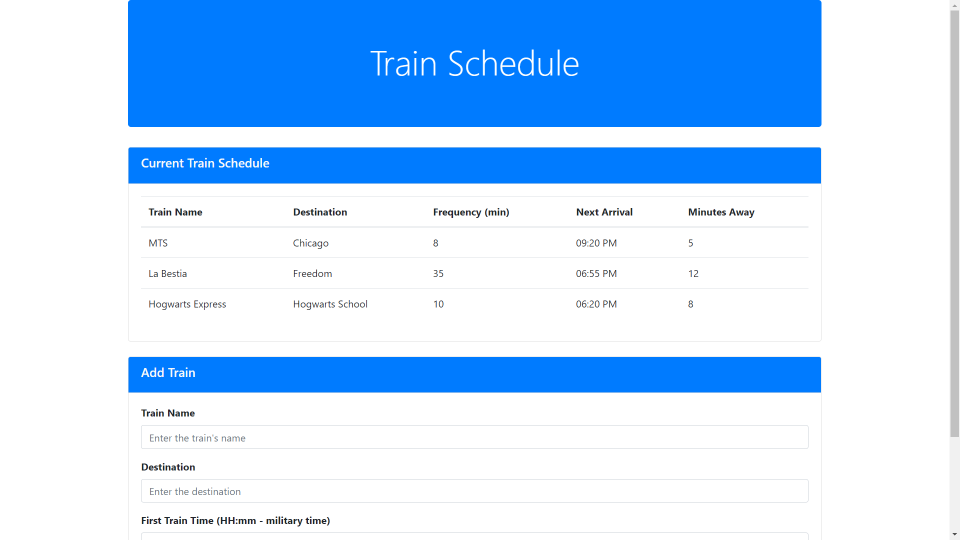 Train Schedule
Current Train Schedule
Train Name Destination Frequency (min) Next Arrival Minutes Away
MTS Chicago 8 09:20 PM 5
La Bestia Freedom 35 06:55 PM 12
Hogwarts Express Hogwarts School 10 06:20 PM 8
Add Train
Train Name
Enter the train's name
Destination
Enter the destination
First Train Time (HH:mm - military time)